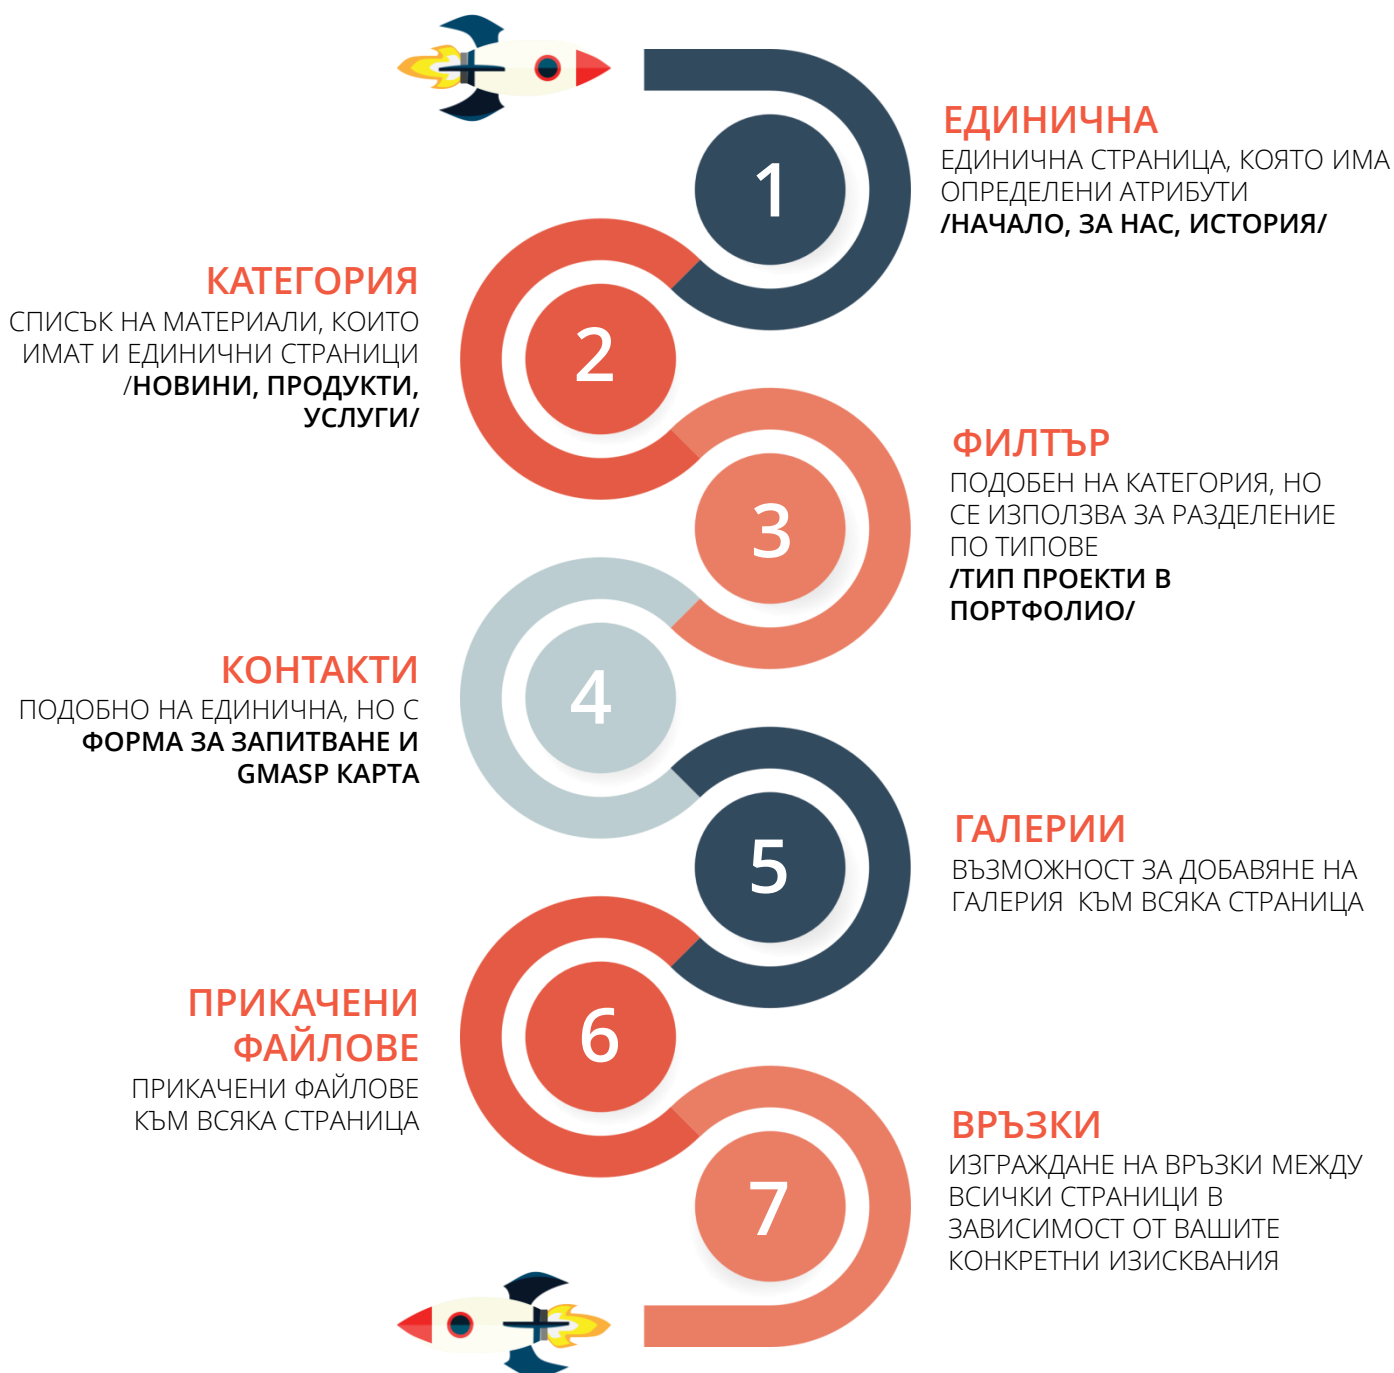 1
ЕДИНИЧНА
ЕДИНИЧНА СТРАНИЦА, КОЯТО ИМА
ОПРЕДЕЛЕНИ АТРИБУТИ
/НАЧАЛО, ЗА НАС, ИСТОРИЯ/
2
КАТЕГОРИЯ
СПИСЪК НА МАТЕРИАЛИ, КОИТО
ИМАТ И ЕДИНИЧНИ СТРАНИЦИ
/НОВИНИ, ПРОДУКТИ,
УСЛУГИ/
3
ФИЛТЪР
ПОДОБЕН НА КАТЕГОРИЯ, НО
СЕ ИЗПОЛЗВА ЗА РАЗДЕЛЕНИЕ
ПО ТИПОВЕ
/ТИП ПРОЕКТИ В
ПОРТФОЛИО/
4
КОНТАКТИ
ПОДОБНО НА ЕДИНИЧНА, НО С
ФОРМА ЗА ЗАПИТВАНЕ И
GMASP КАРТА
5
ГАЛЕРИИ
ВЪЗМОЖНОСТ ЗА ДОБАВЯНЕ НА
ГАЛЕРИЯ КЪМ ВСЯКА СТРАНИЦА
6
ПРИКАЧЕНИ
ФАЙЛОВЕ
ПРИКАЧЕНИ ФАЙЛОВЕ
КЪМ ВСЯКА СТРАНИЦА
7
ВРЪЗКИ
ИЗГРАЖДАНЕ НА ВРЪЗКИ МЕЖДУ
ВСИЧКИ СТРАНИЦИ В
ЗАВИСИМОСТ ОТ ВАШИТЕ
КОНКРЕТНИ ИЗИСКВАНИЯ